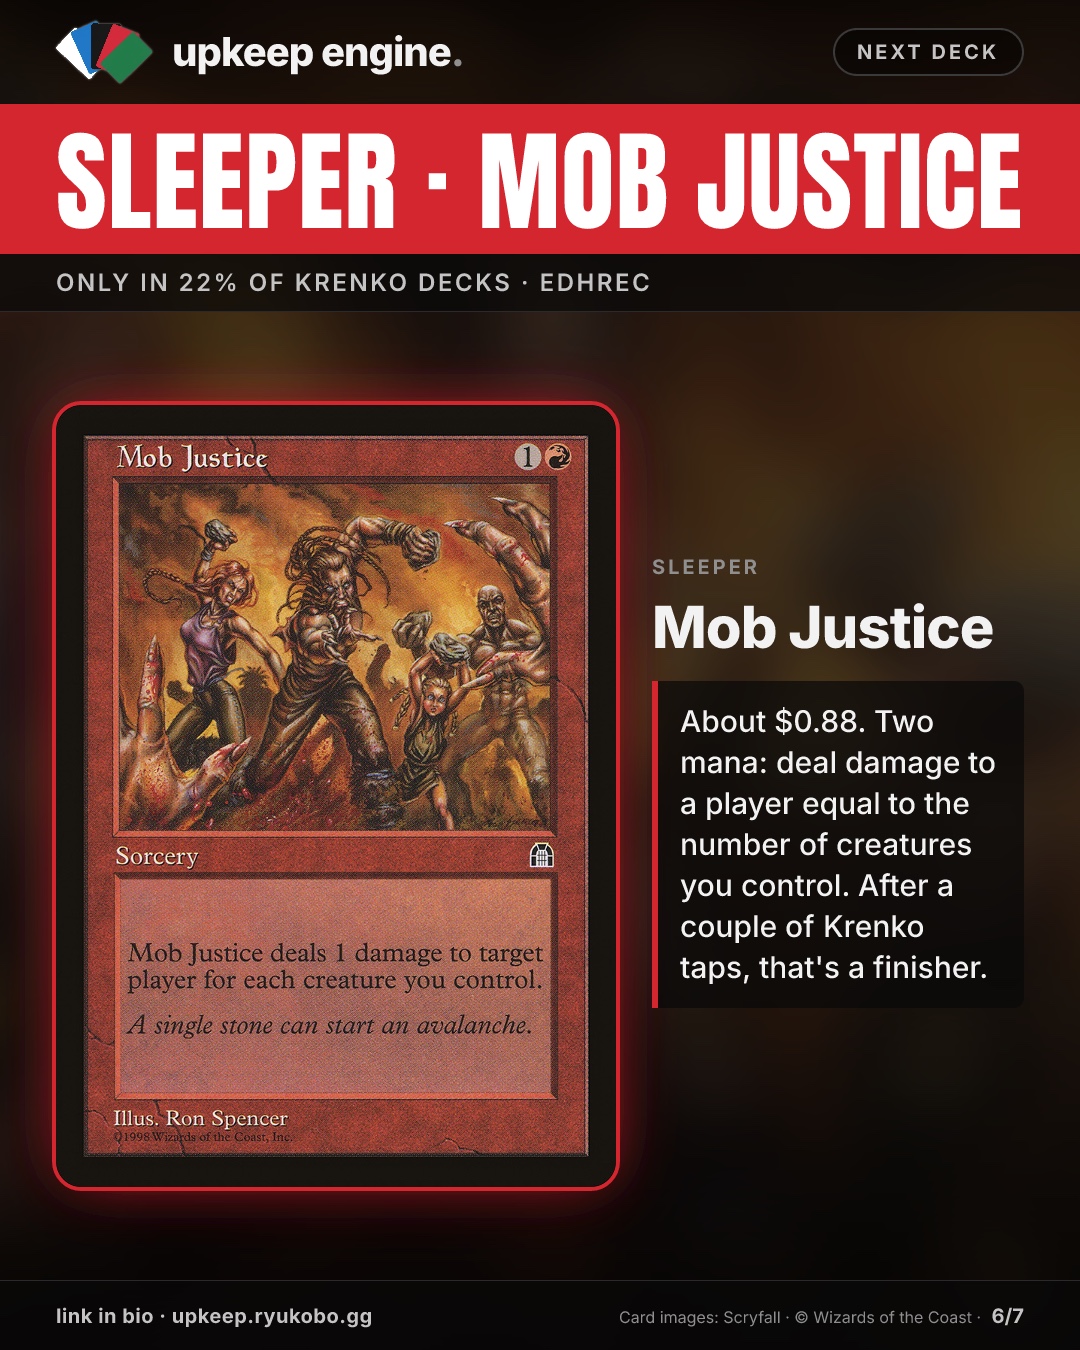 upkeep engine.
NEXT DECK
SLEEPER · MOB JUSTICE
ONLY IN 22% OF KRENKO DECKS · EDHREC
Mob Justice
1
Sorcery
Mob Justice deals 1 damage to target
player for each creature you control.
A single stone can start an avalanche.
Illus. Ron Spencer
©1998 Wizards of the Coast, Inc.
SLEEPER
Mob Justice
About $0.88. Two
mana: deal damage to
a player equal to the
number of creatures
you control. After a
couple of Krenko
taps, that's a finisher.
link in bio · upkeep.ryukobo.gg
Card images: Scryfall · © Wizards of the Coast · 6/7